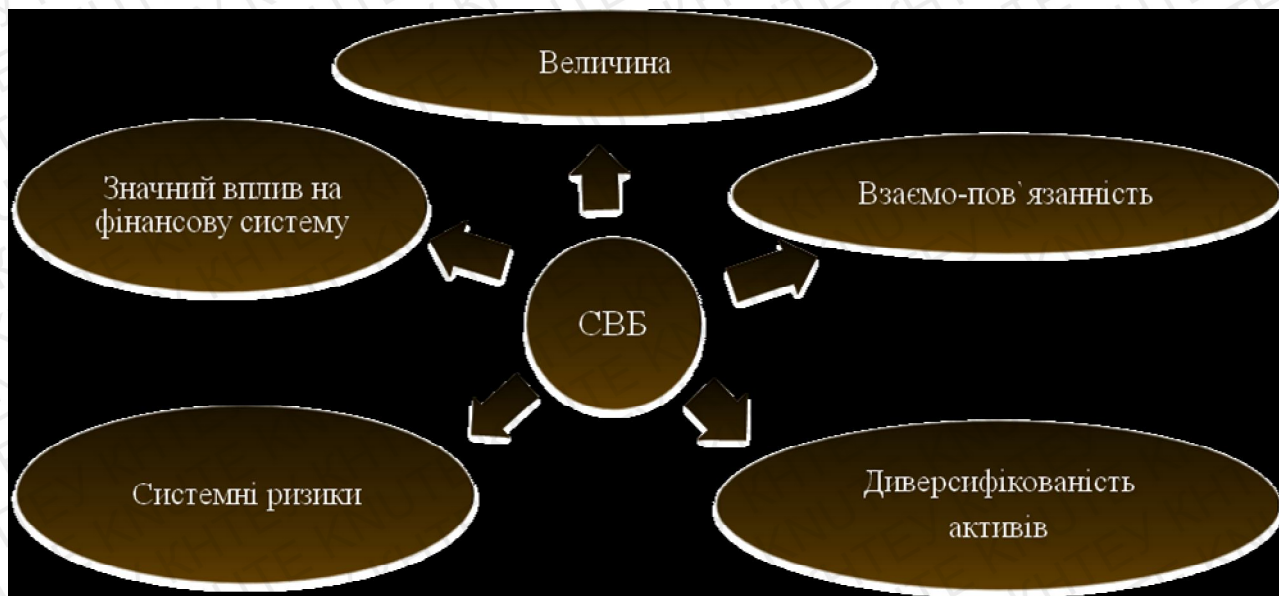 Величина
Значний вплив на
фінансову систему
Взаємо-пов`язанність
СВБ
Системні ризики
Диверсифікованість
активів